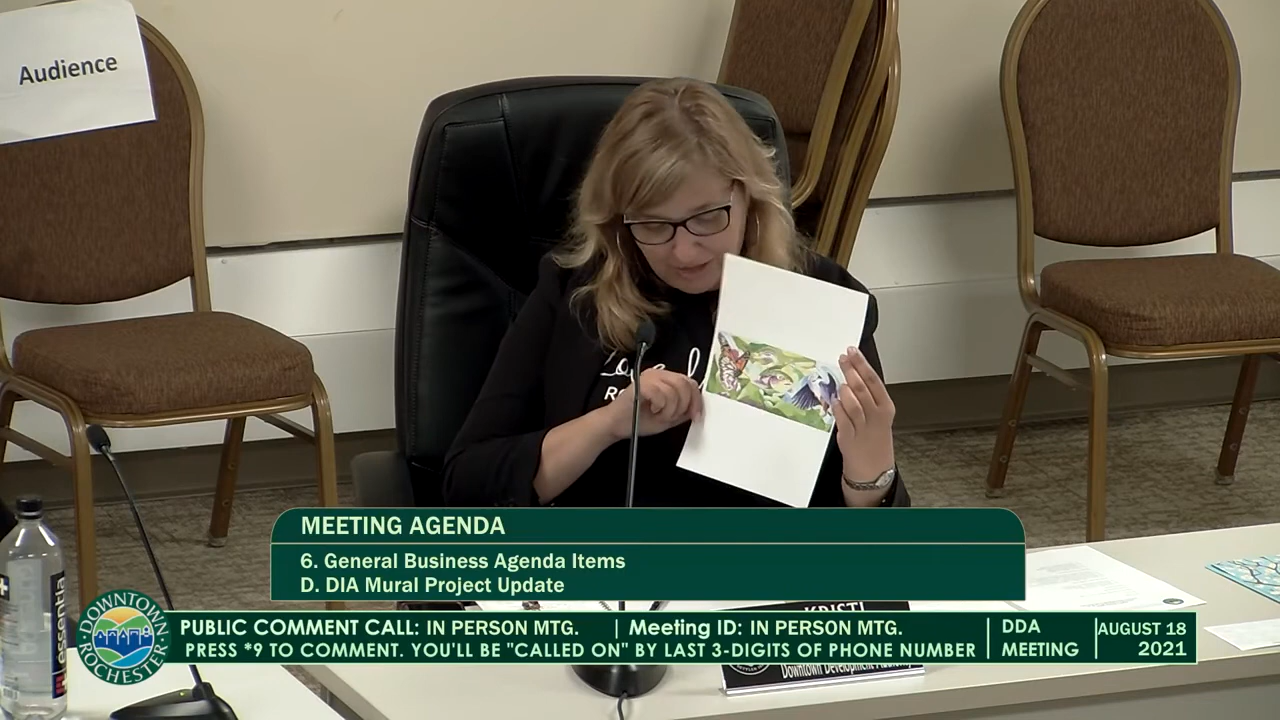 Audience
MEETING AGENDA
6. General Business Agenda Items
D. DIA Mural Project Update
KRISTI
Downtown Development
essentia
DOWNTOWN
ROCHESTER
PUBLIC COMMENT CALL: IN PERSON MTG. | Meeting ID: IN PERSON MTG.
PRESS *9 TO COMMENT. YOU'LL BE "CALLED ON" BY LAST 3-DIGITS OF PHONE NUMBER
DDA
MEETING
AUGUST 18
2021